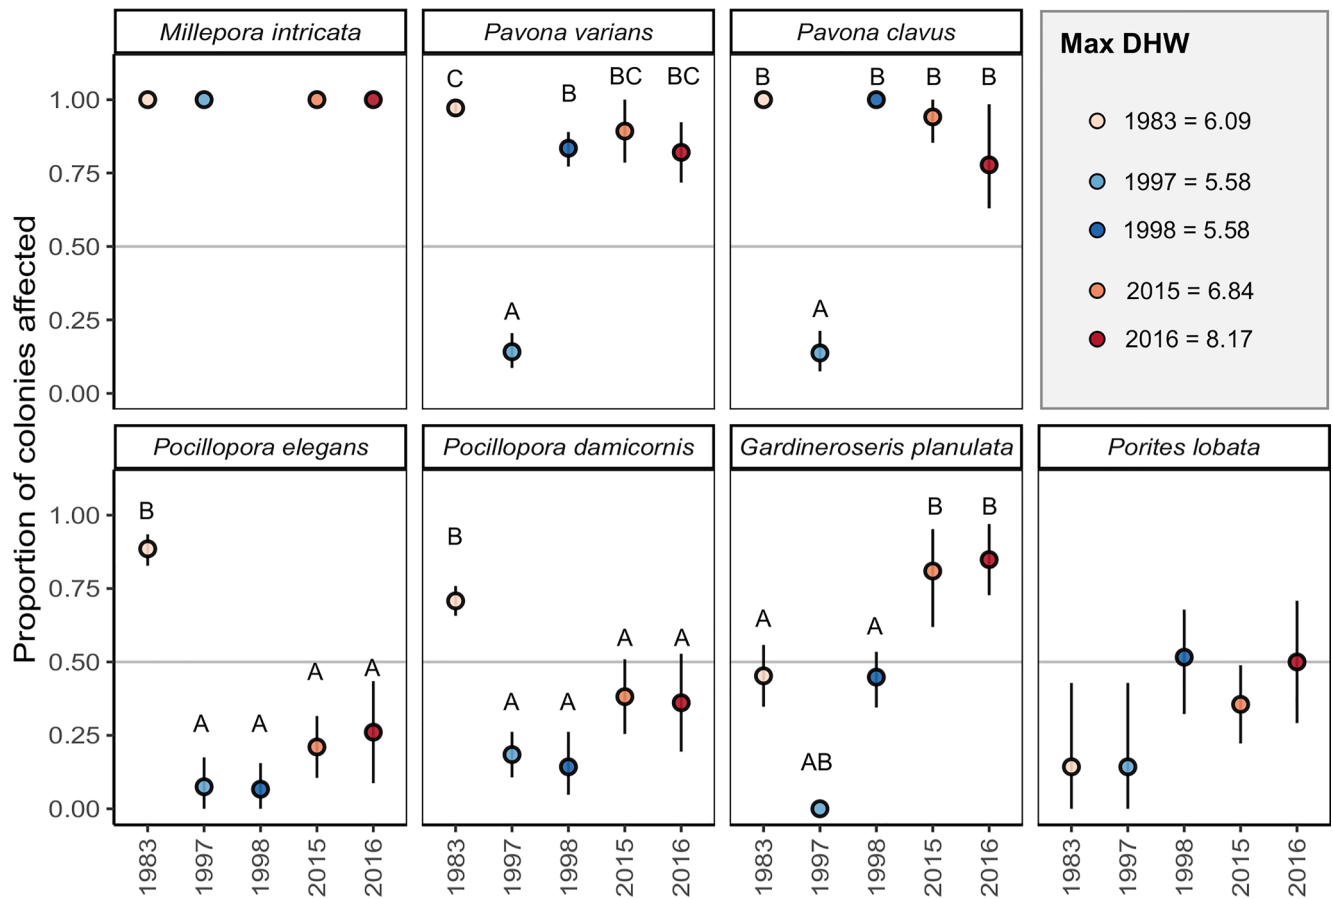 Millepora intricata
Pavona varians
Pavona clavus
Max DHW
1983 = 6.09
1997 = 5.58
1998 = 5.58
2015 = 6.84
2016 = 8.17
C
B
BC
BC
A
B
B
B
B
A
1.00
0.75
0.50
0.25
0.00
Proportion of colonies affected
Pocillopora elegans
Pocillopora damicornis
Gardineroseris planulata
Porites lobata
1.00
0.75
0.50
0.25
0.00
B
A
A
A
A
B
A
A
A
A
A
AB
A
B
B
1983
1997
1998
2015
2016
1983
1997
1998
2015
2016
1983
1997
1998
2015
2016
1983
1997
1998
2015
2016